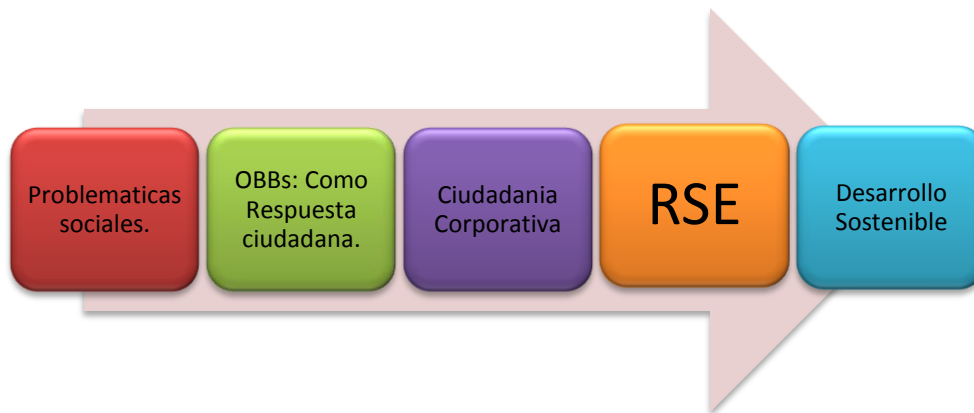 Problematicas
sociales.
OBBs: Como
Respuesta
ciudadana.
Ciudadania
Corporativa
RSE
Desarrollo
Sostenible